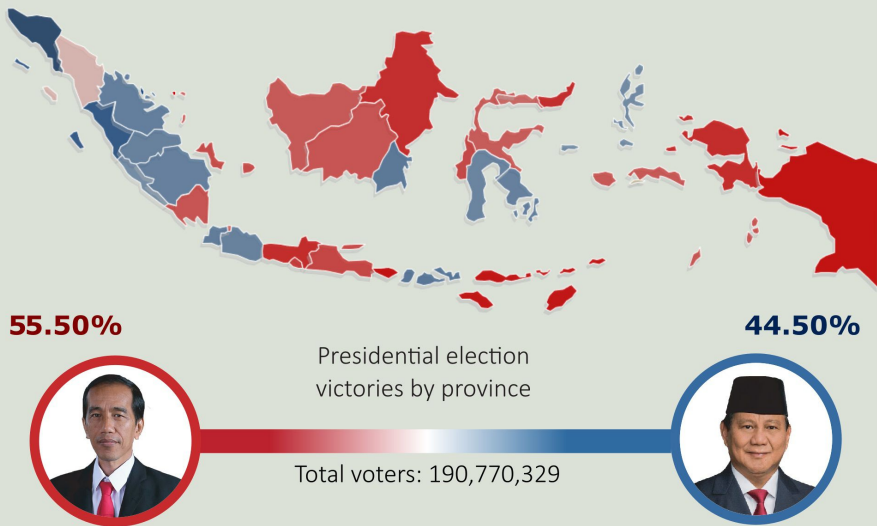 55.50%
44.50%
Presidential election
victories by province
Total voters: 190,770,329